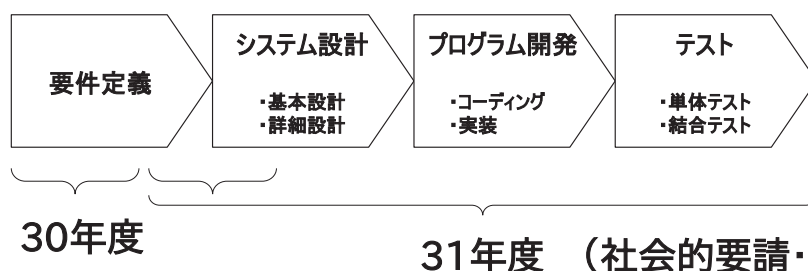 要件定義
システム設計
・基本設計
・詳細設計
プログラム開発
・コーディング
・実装
テスト
・単体テスト
・結合テスト
30年度
31年度 （社会的要請・